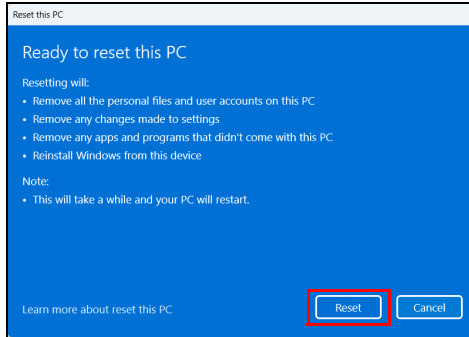 Reset this PC
Ready to reset this PC
Resetting will:
• Remove all the personal files and user accounts on this PC
• Remove any changes made to settings
• Remove any apps and programs that didn't come with this PC
• Reinstall Windows from this device
Note:
• This will take a while and your PC will restart.
Learn more about reset this PC
Reset
Cancel